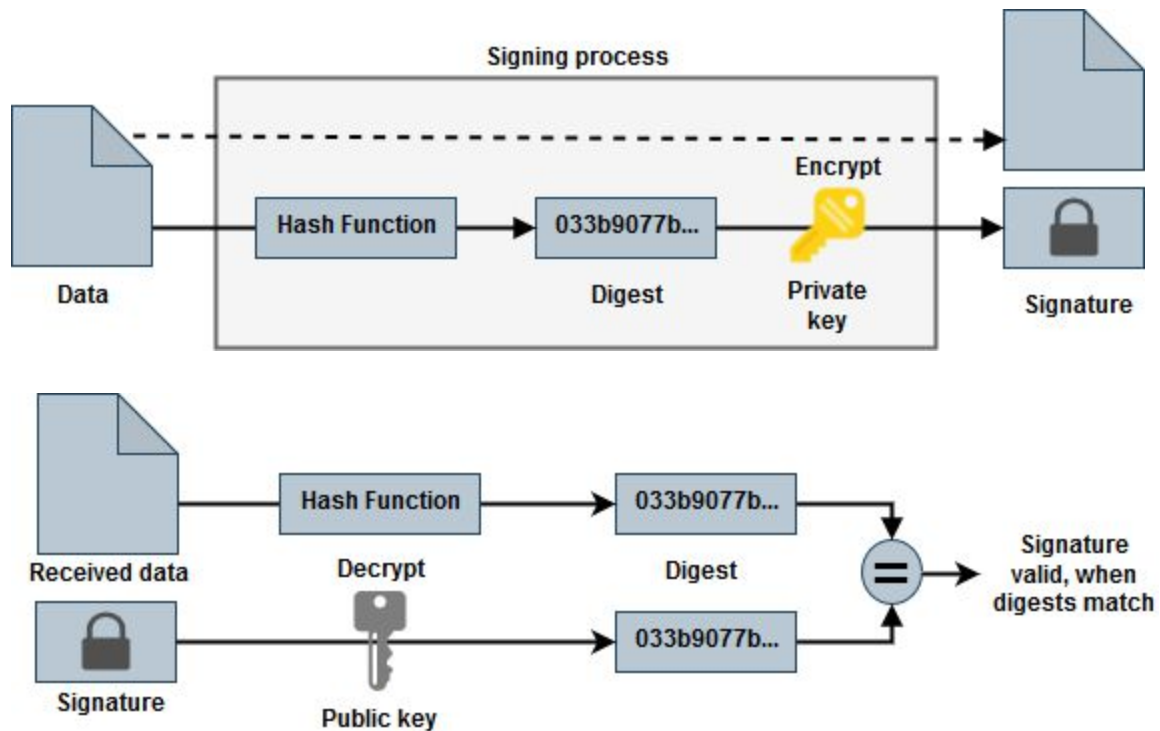 Signing process
Encrypt
Hash Function
033b9077b...
Data
Digest
Private
key
Signature
Hash Function
033b9077b...
Received data
Decrypt
Digest
=
Signature
valid, when
digests match
033b9077b...
Signature
Public key